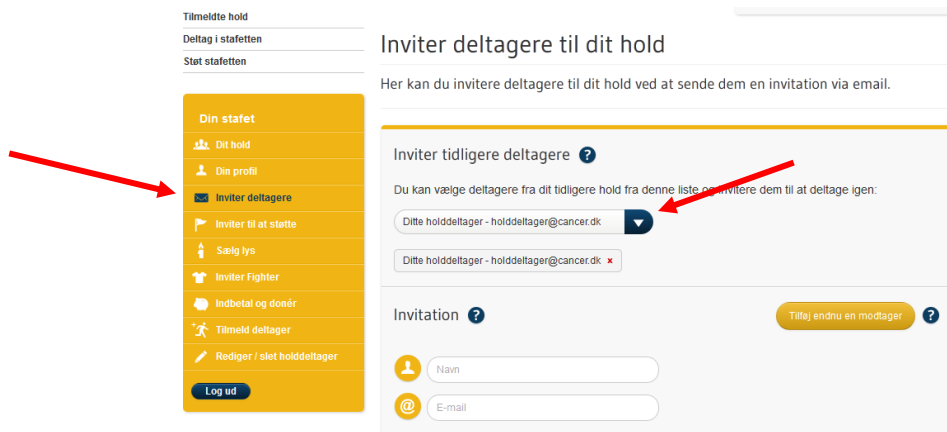 Tilmeldte hold
Deltag i stafetten
Støt stafetten
Din stafet
Dit hold
Din profil
Inviter deltagere
Inviter til at støtte
Sælg lys
Inviter Fighter
Indbetal og donér
Tilmeld deltager
Rediger / slet holddeltager
Log ud
Inviter deltagere til dit hold
Her kan du invitere deltagere til dit hold ved at sende dem en invitation via email.
Inviter tidligere deltagere ?
Du kan vælge deltagere fra dit tidligere hold fra denne liste og invitere dem til at deltage igen:
Ditte holddeltager - holddeltager@cancer.dk
Ditte holddeltager - holddeltager@cancer.dk x
Invitation ?
Tilføj endnu en modtager ?
Navn
@ E-mail